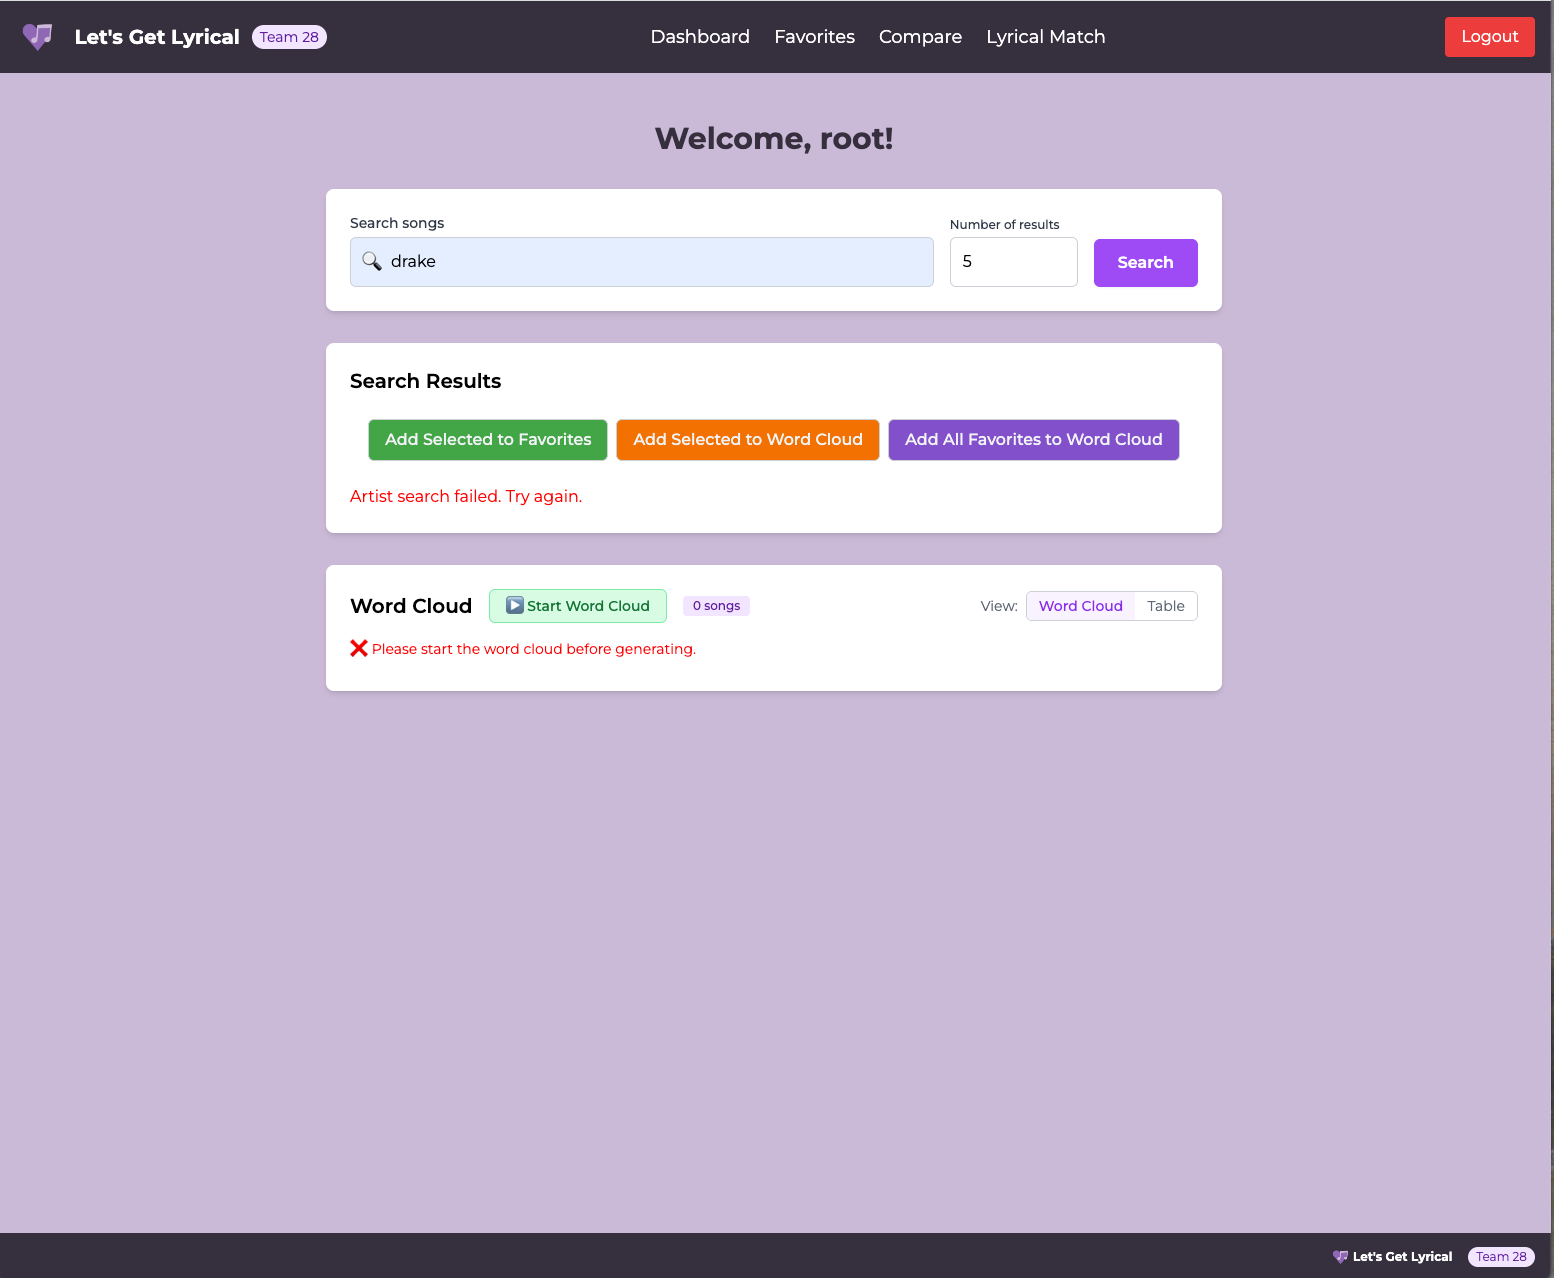 Let's Get Lyrical Team 28 Dashboard Favorites Compare Lyrical Match Logout
Welcome, root!
Search songs Number of results
drake 5 Search
Search Results
Add Selected to Favorites Add Selected to Word Cloud Add All Favorites to Word Cloud
Artist search failed. Try again.
Word Cloud Start Word Cloud 0 songs View: Word Cloud Table
Please start the word cloud before generating.
Let's Get Lyrical Team 28